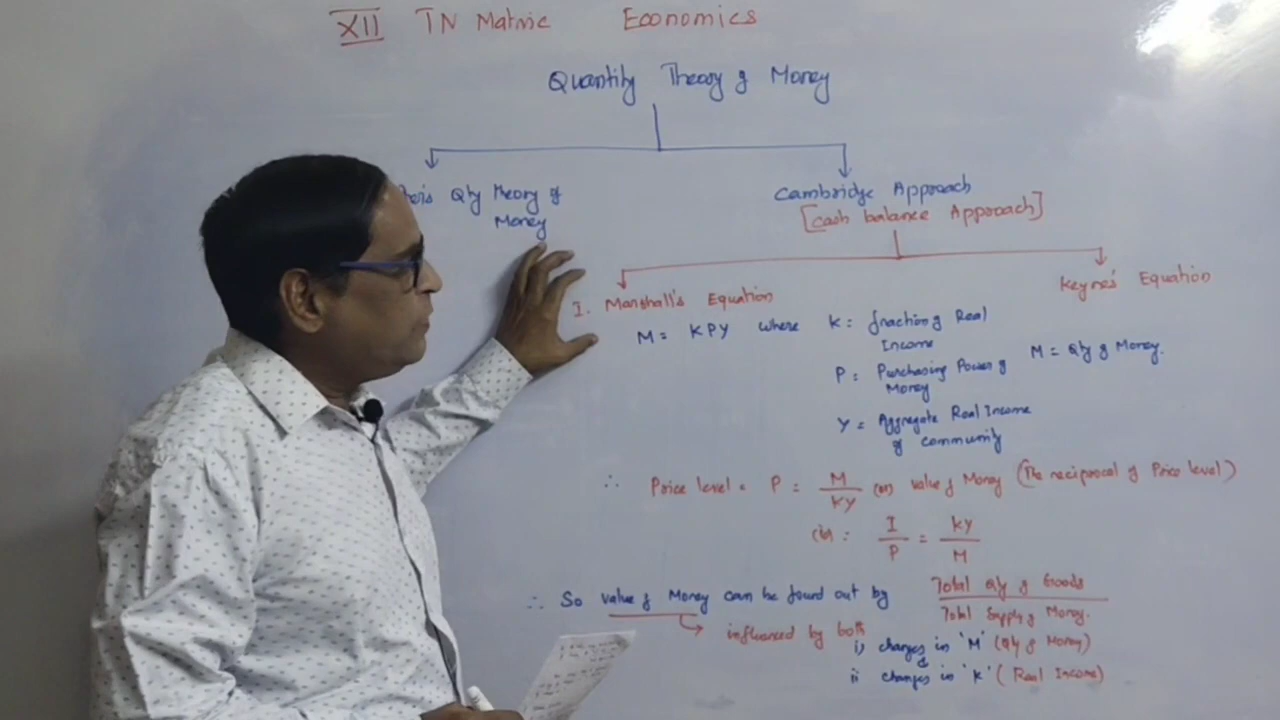 XII TN Matric Economics
Quantity Theory of Money
Qty Theory of
Money
Cambridge Approach
[cash balance Approach]
I. Marshall's Equation
Keyne's Equation
M = KPY where K = fraction of Real
Income
P = Purchasing Power of
Money
M = Qty of Money.
Y = Aggregate Real Income
of community
∴ Price level = P = M/KY (or) value of Money (The reciprocal of Price level)
(ie) : I/P = KY/M
∴ So value of Money can be found out by Total Qty of Goods / Total Supply of Money.
influenced by both
i) changes in 'M' (Qty of Money)
&
ii changes in 'K' (Real Income)